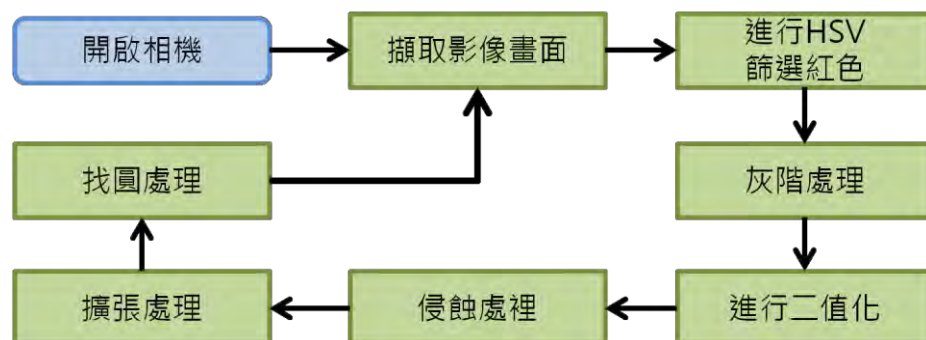 開啟相機
擷取影像畫面
進行HSV
篩選紅色
灰階處理
進行二值化
侵蝕處裡
擴張處理
找圓處理